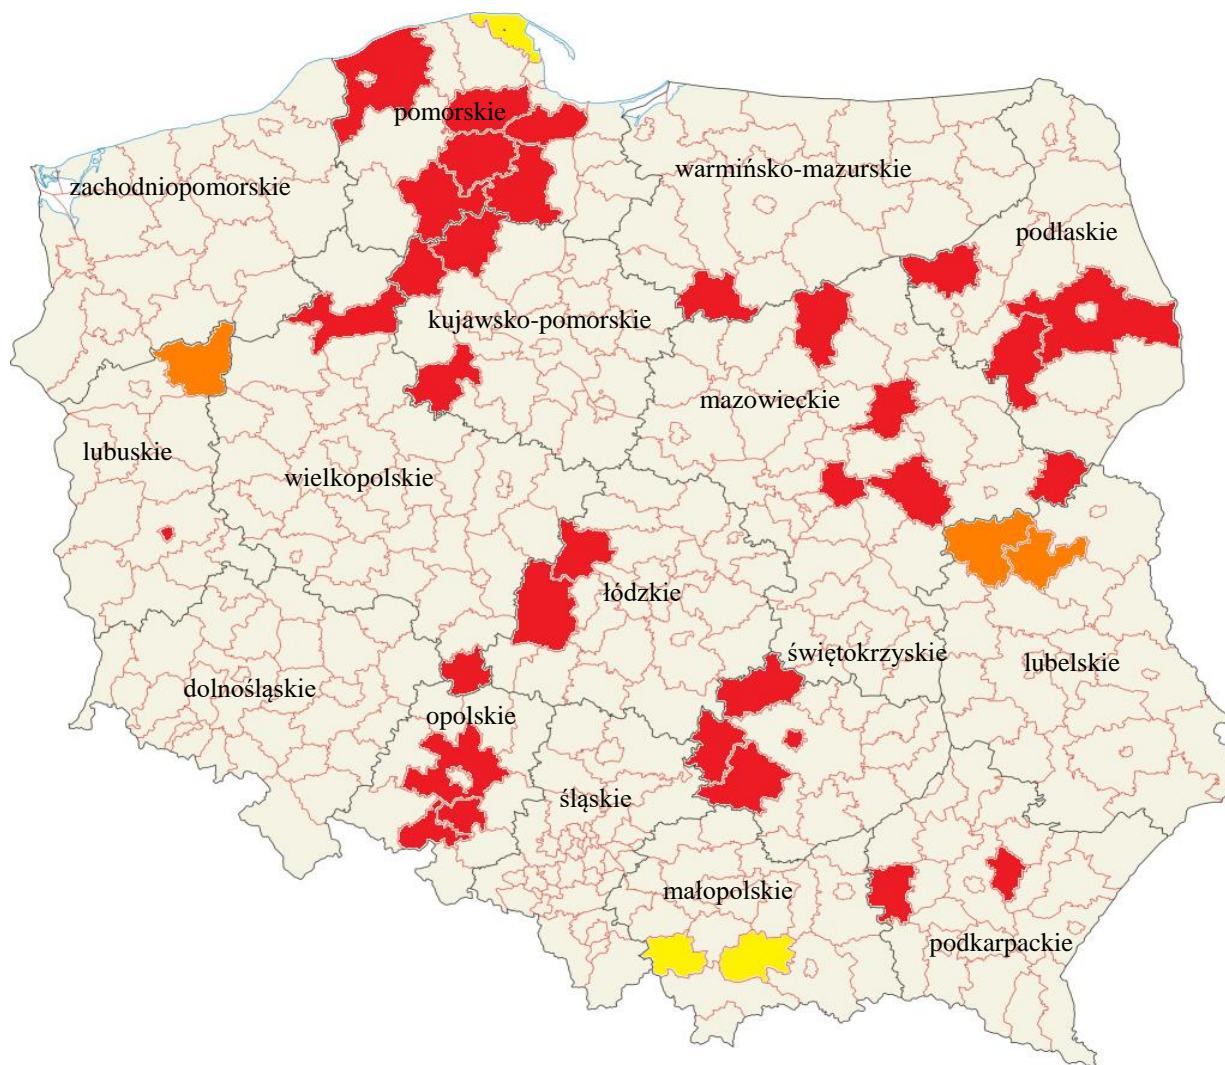 pomorskie
warmińsko-mazurskie
zachodniopomorskie
podlaskie
kujawsko-pomorskie
mazowieckie
lubuskie
wielkopolskie
łódzkie
świętokrzyskie
lubelskie
dolnośląskie
opolskie
śląskie
małopolskie
podkarpackie